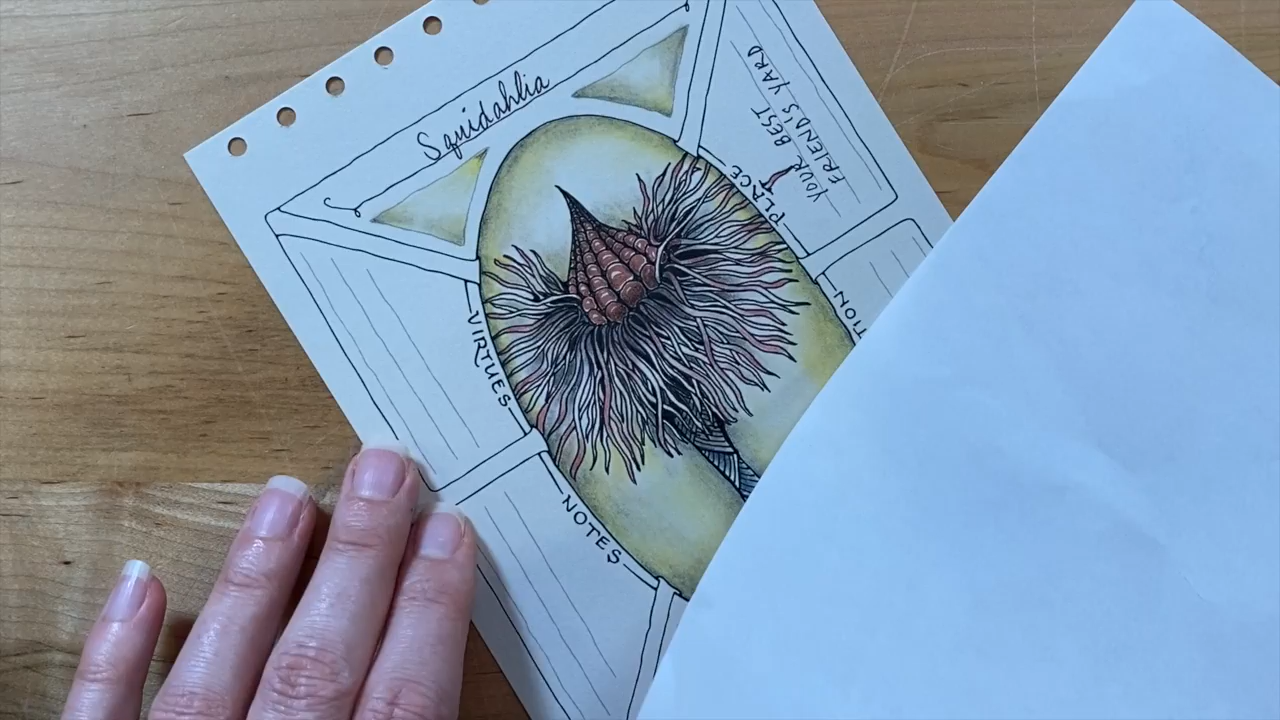 Squidahlia
YOUR BEST
FRIEND'S YARD
PLACE
TION
VIRTUES
NOTES